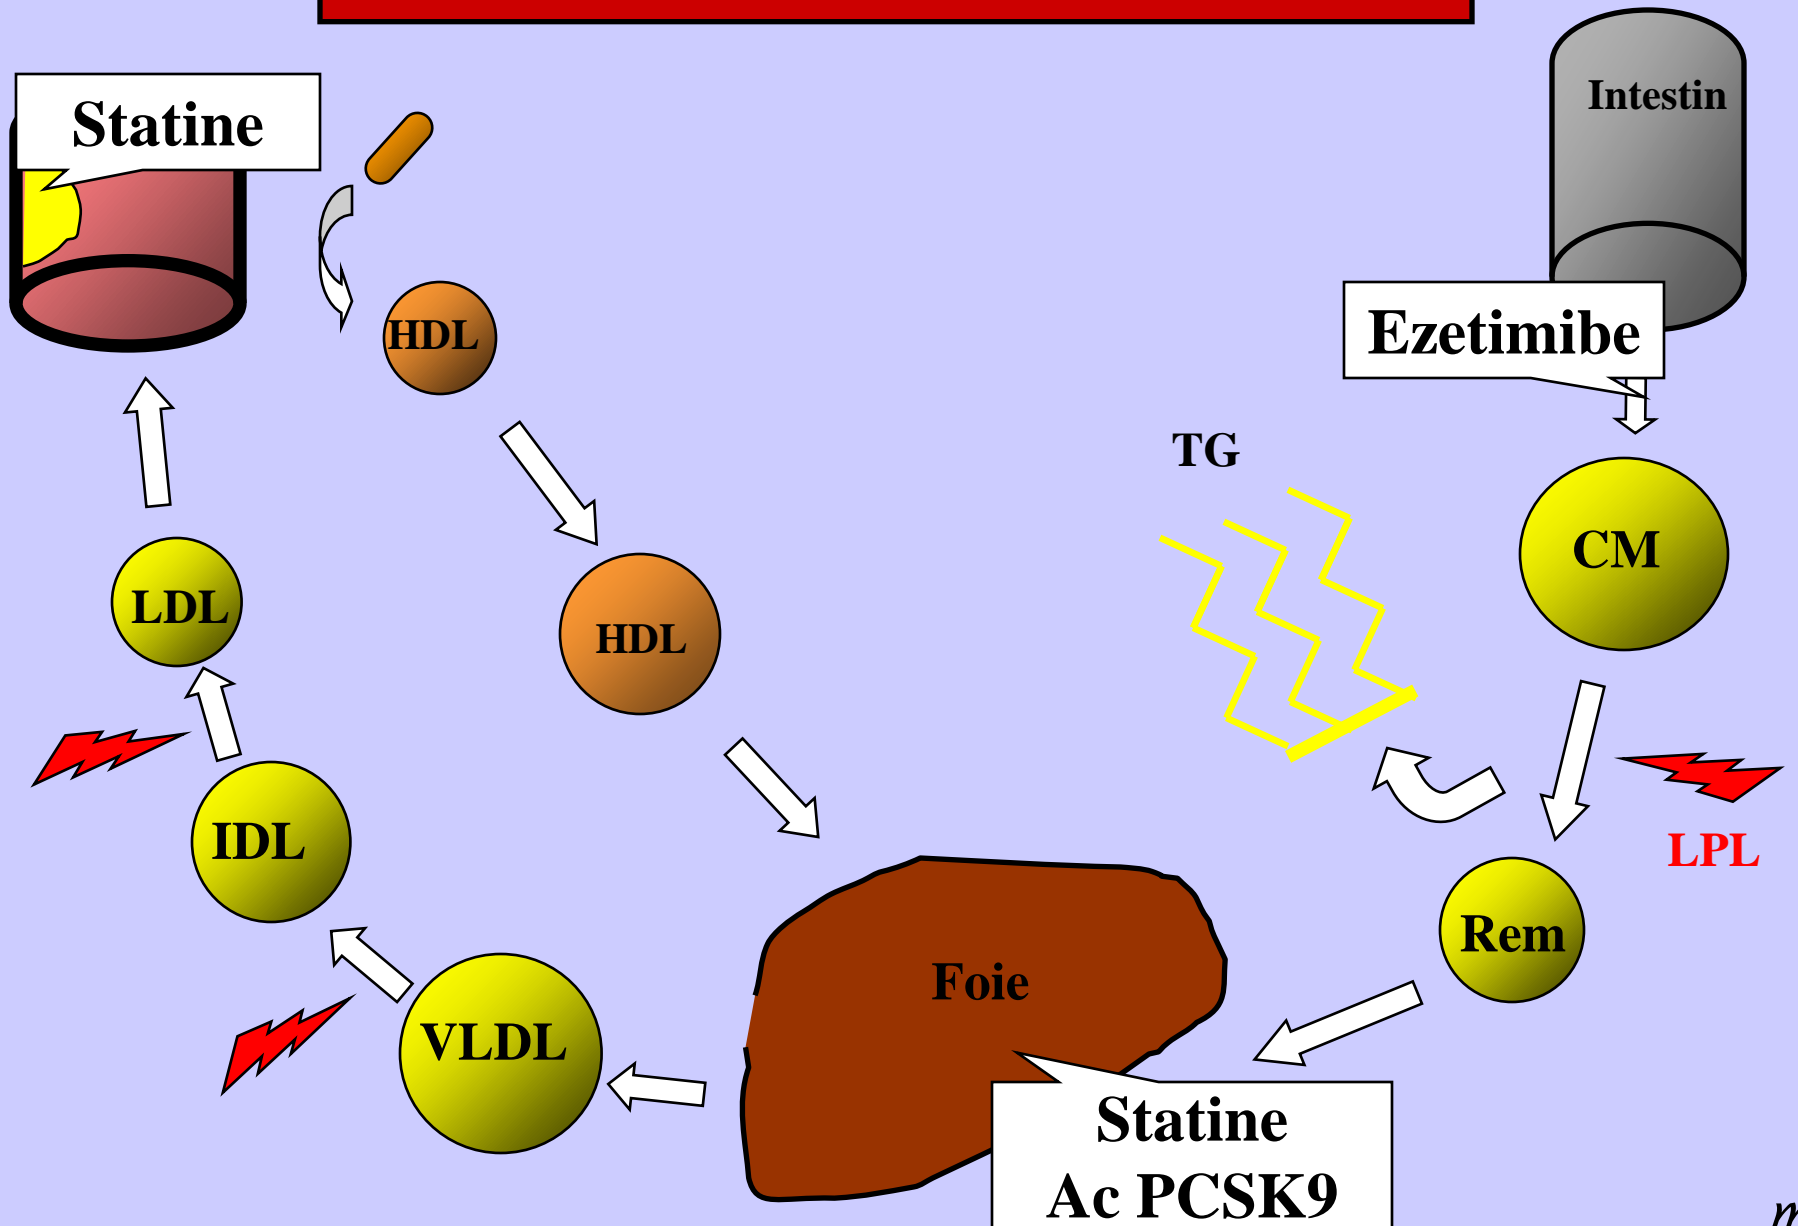 Statine
Intestin
HDL
Ezetimibe
TG
CM
LDL
HDL
IDL
LPL
Rem
Foie
VLDL
Statine
Ac PCSK9